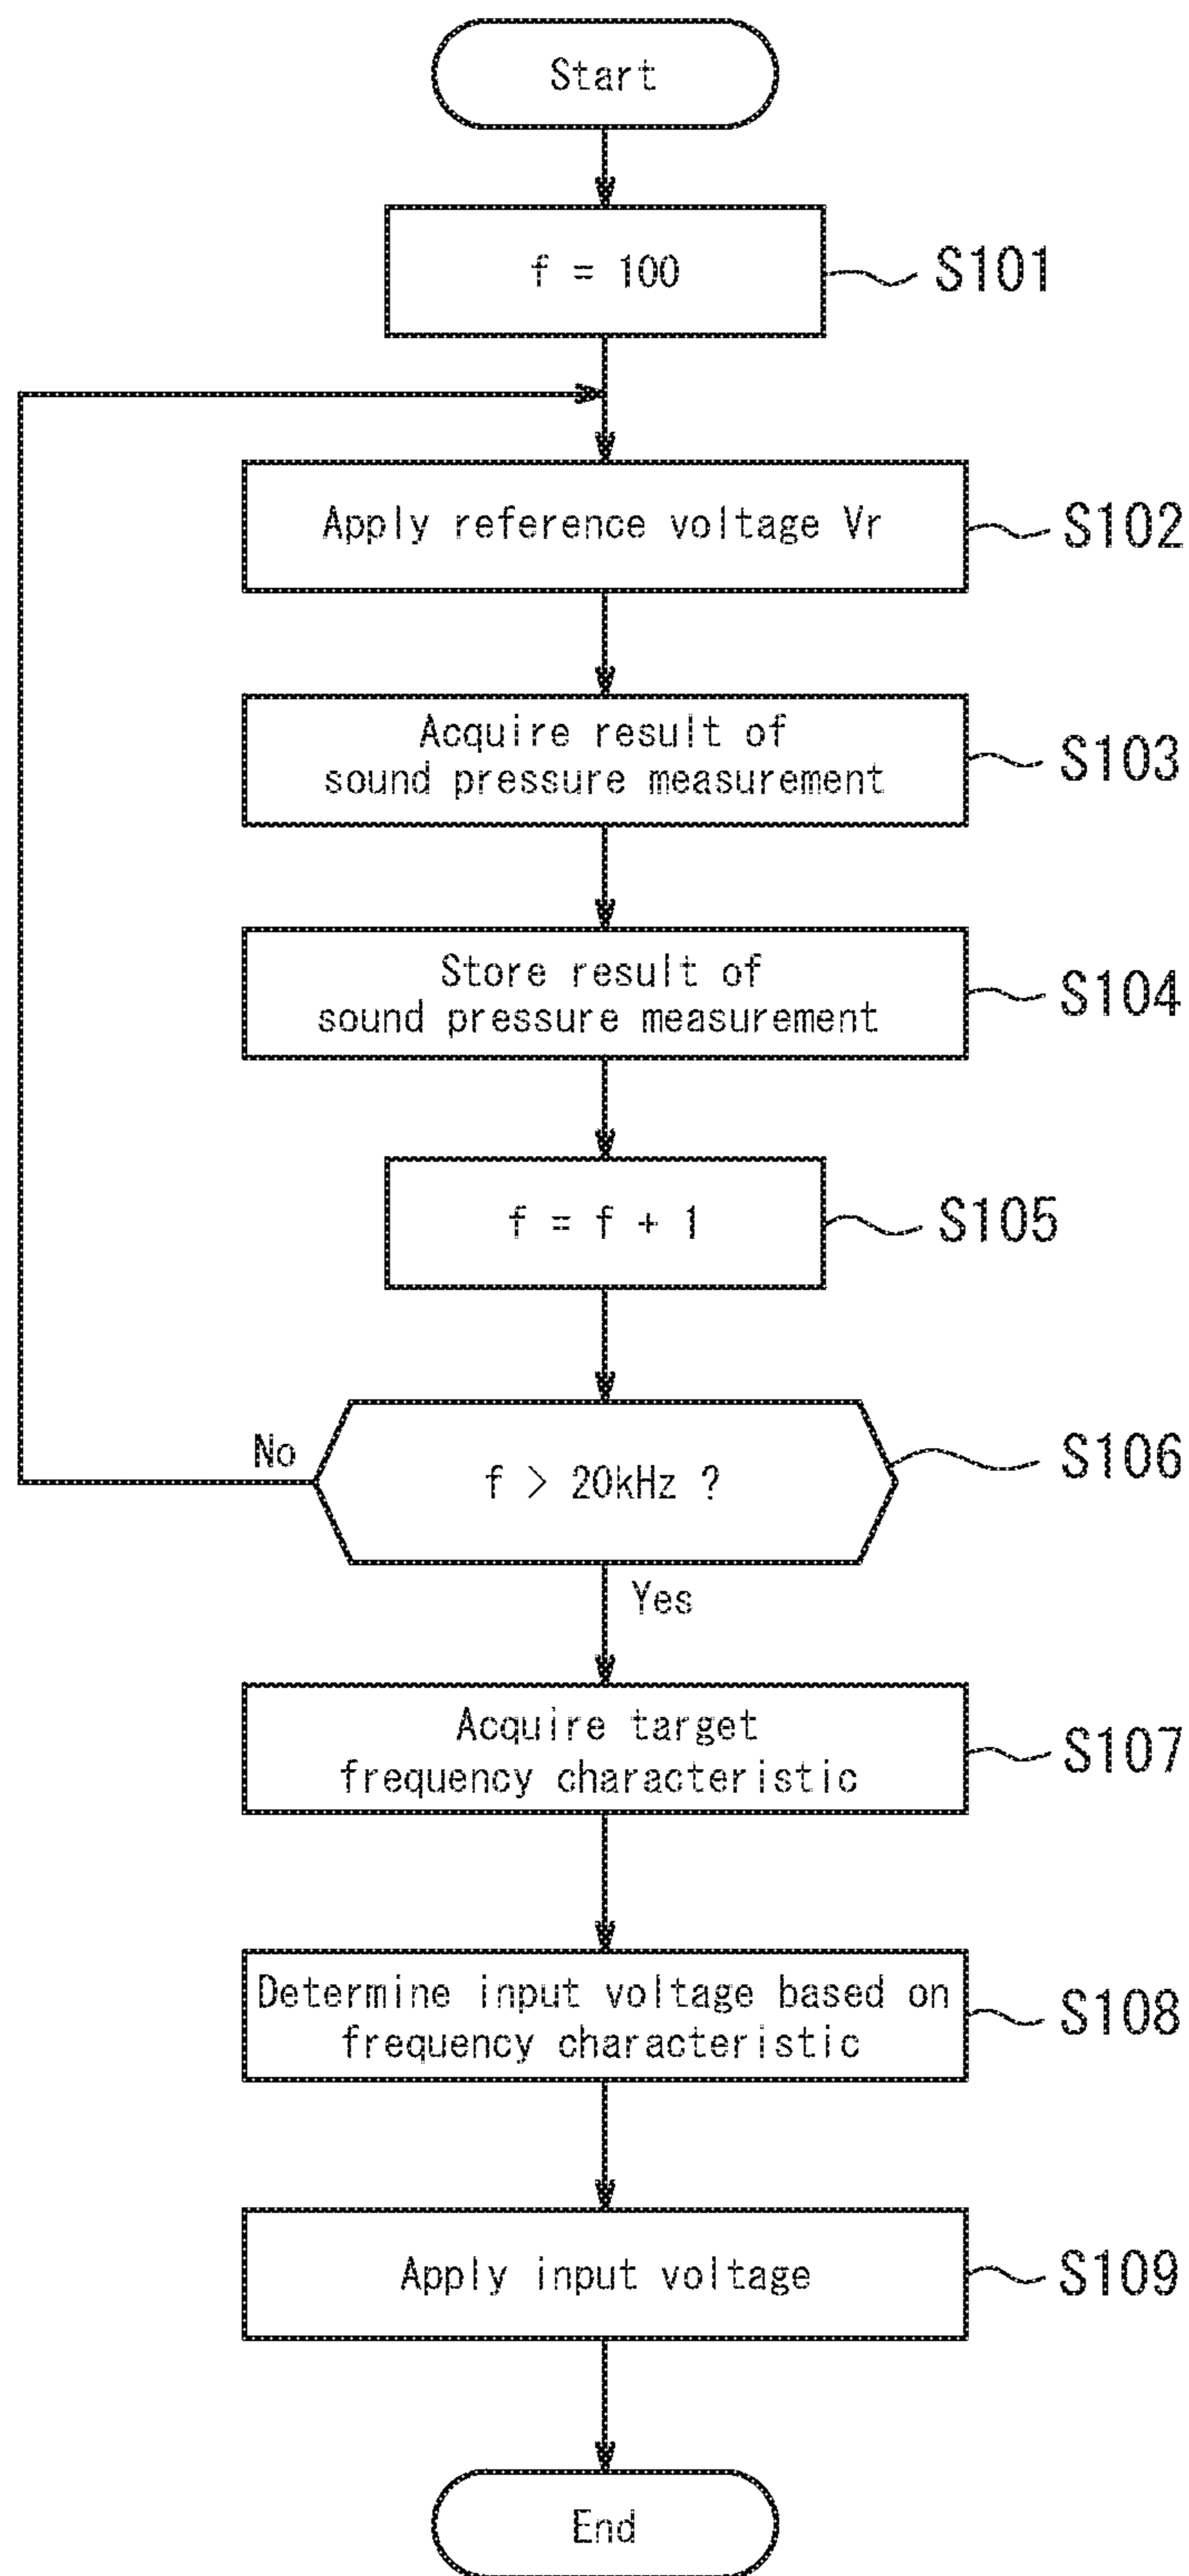 Start
f = 100
S101
Apply reference voltage Vr
S102
Acquire result of
sound pressure measurement
S103
Store result of
sound pressure measurement
S104
f = f + 1
S105
No
f > 20kHz ?
S106
Yes
Acquire target
frequency characteristic
S107
Determine input voltage based on
frequency characteristic
S108
Apply input voltage
S109
End